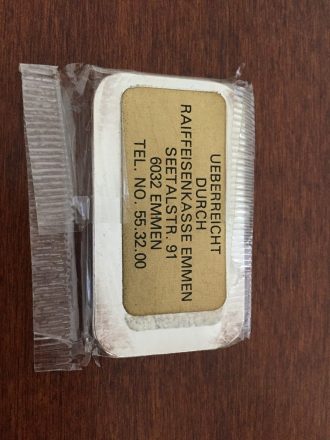 UEBERREICHT
DURCH
RAIFFEISENKASSE EMMEN
SEETALSTR. 91
6032 EMMEN
TEL. NO. 55.32.00